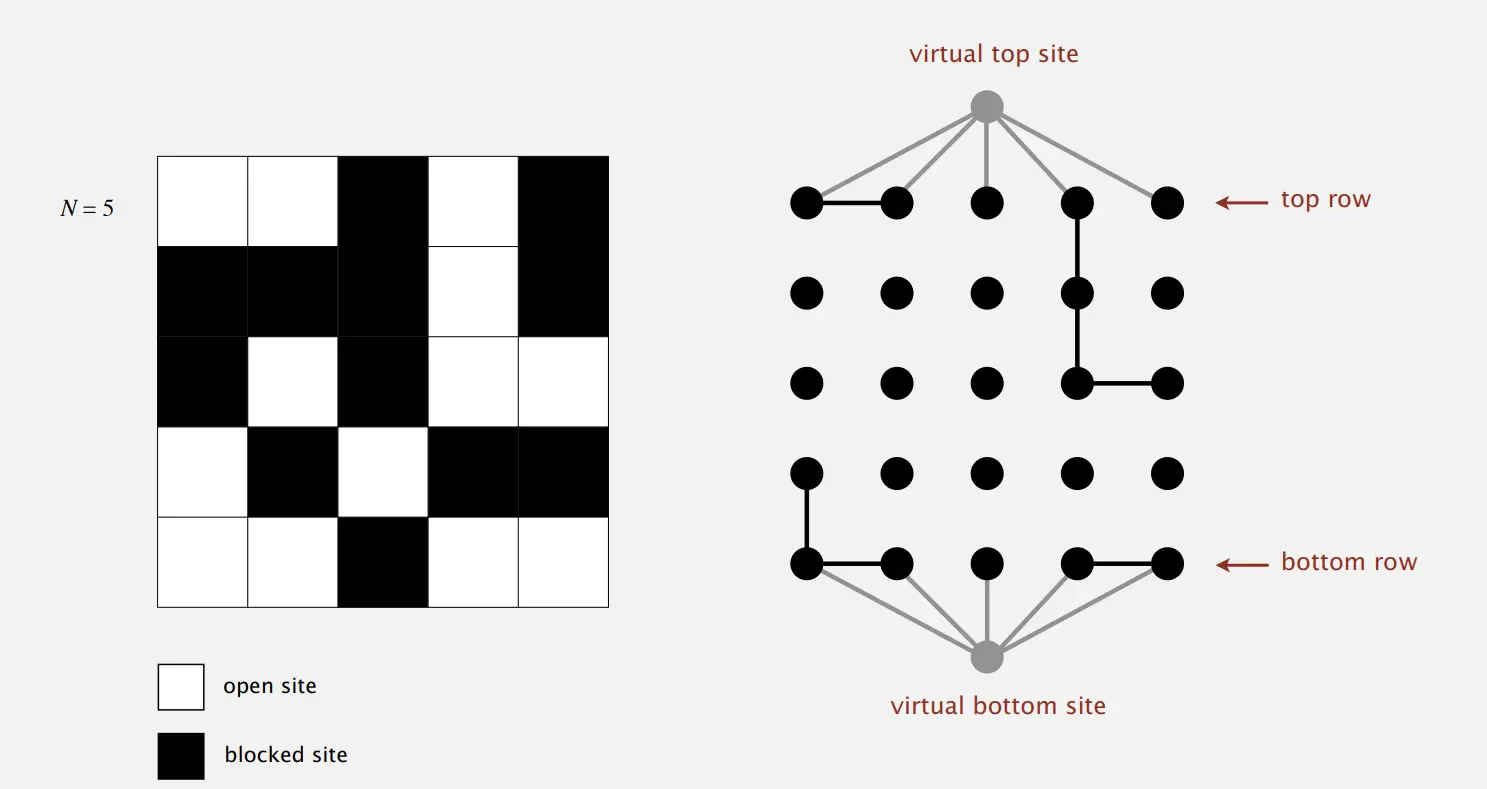 virtual top site
N = 5
top row
bottom row
open site
virtual bottom site
blocked site